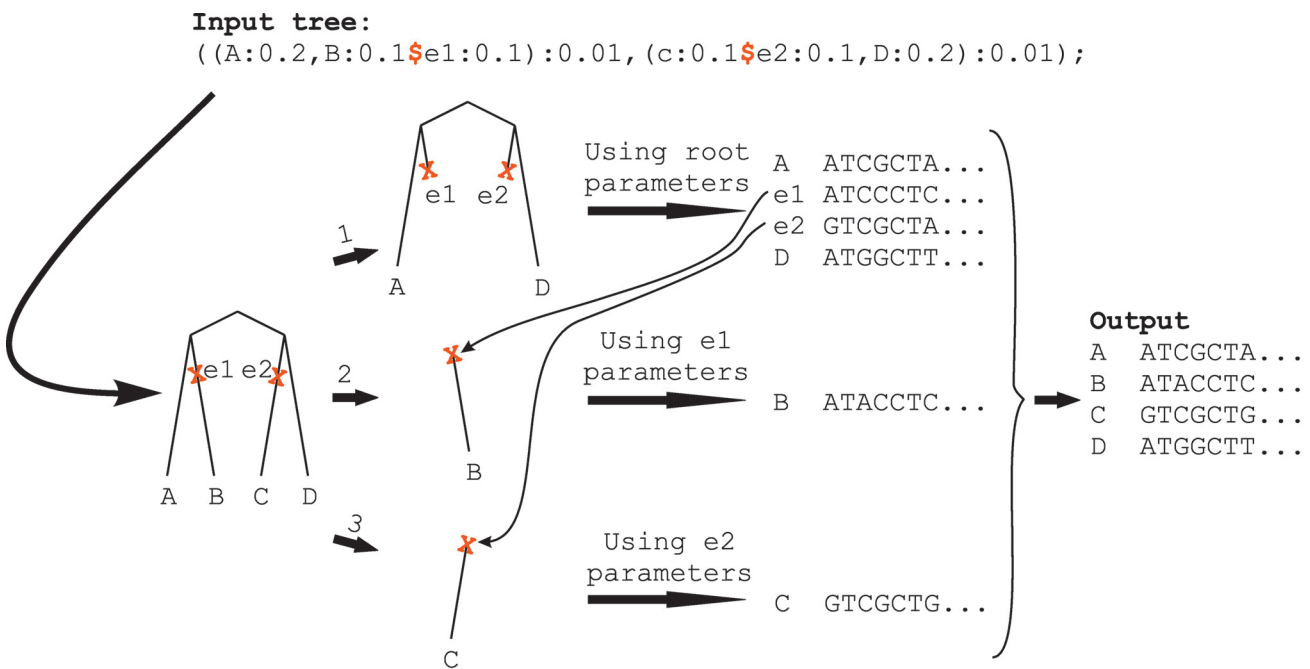 Input tree:
((A:0.2,B:0.1$e1:0.1):0.01,(c:0.1$e2:0.1,D:0.2):0.01);
e1 e2
A D
1
Using root
parameters
A ATCGCTA...
e1 ATCCCTC...
e2 GTCGCTA...
D ATGGCTT...
e1 e2
A B C D
2
B
Using e1
parameters
B ATACCTC...
3
C
Using e2
parameters
C GTCGCTG...
Output
A ATCGCTA...
B ATACCTC...
C GTCGCTG...
D ATGGCTT...